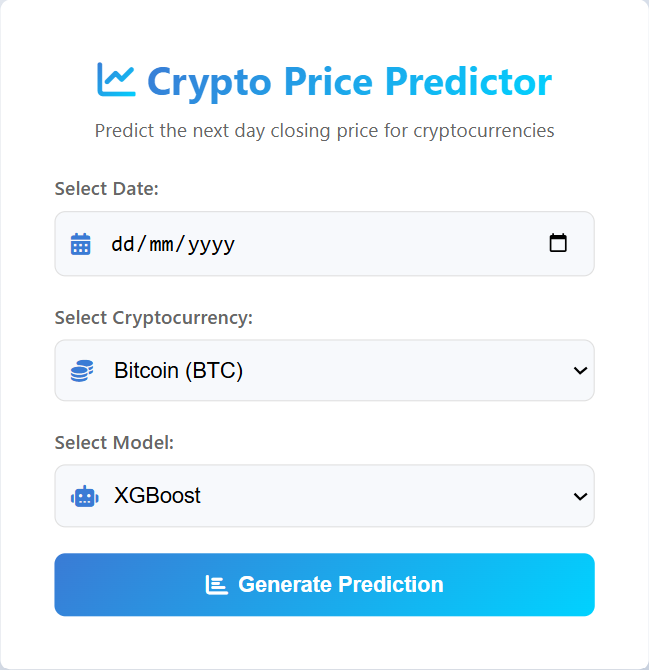 Crypto Price Predictor
Predict the next day closing price for cryptocurrencies
Select Date:
dd/mm/yyyy
Select Cryptocurrency:
Bitcoin (BTC)
Select Model:
XGBoost
Generate Prediction